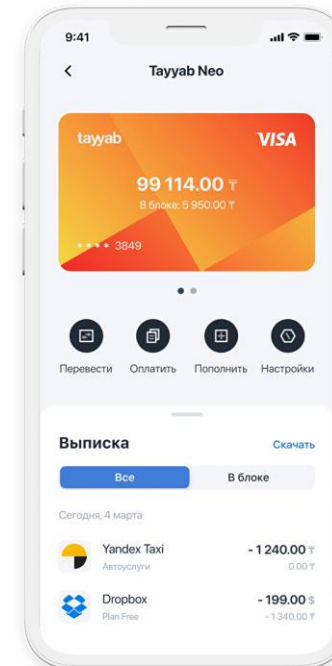 9:41
Tayyab Neo
tayyab VISA
99 114.00 ₸
В блоке: 5 950.00 ₸
**** 3849
Перевести Оплатить Пополнить Настройки
Выписка Скачать
Все В блоке
Сегодня, 4 марта
Yandex Taxi - 1 240.00 ₸
Автоуслуги 0.00 ₸
Dropbox - 199.00 $
Plan Free - 1 340.00 ₸